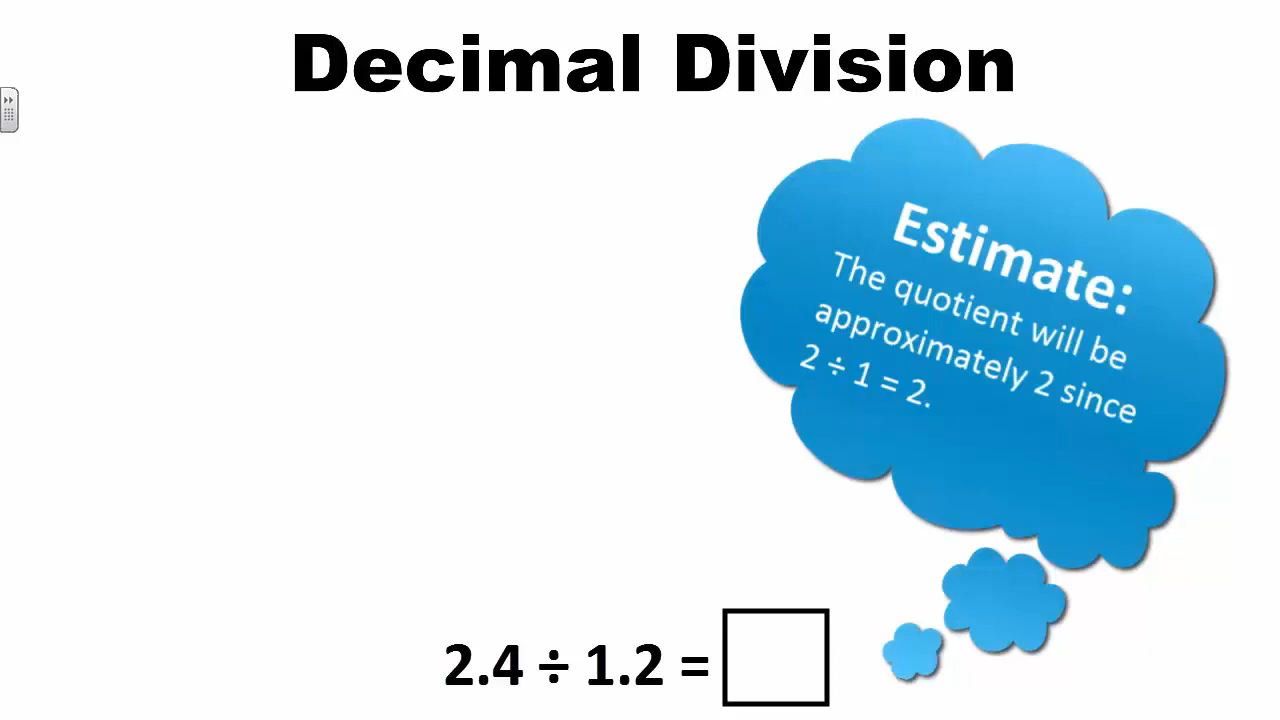 Decimal Division
Estimate:
The quotient will be
approximately 2 since
2 ÷ 1 = 2.
2.4 ÷ 1.2 =